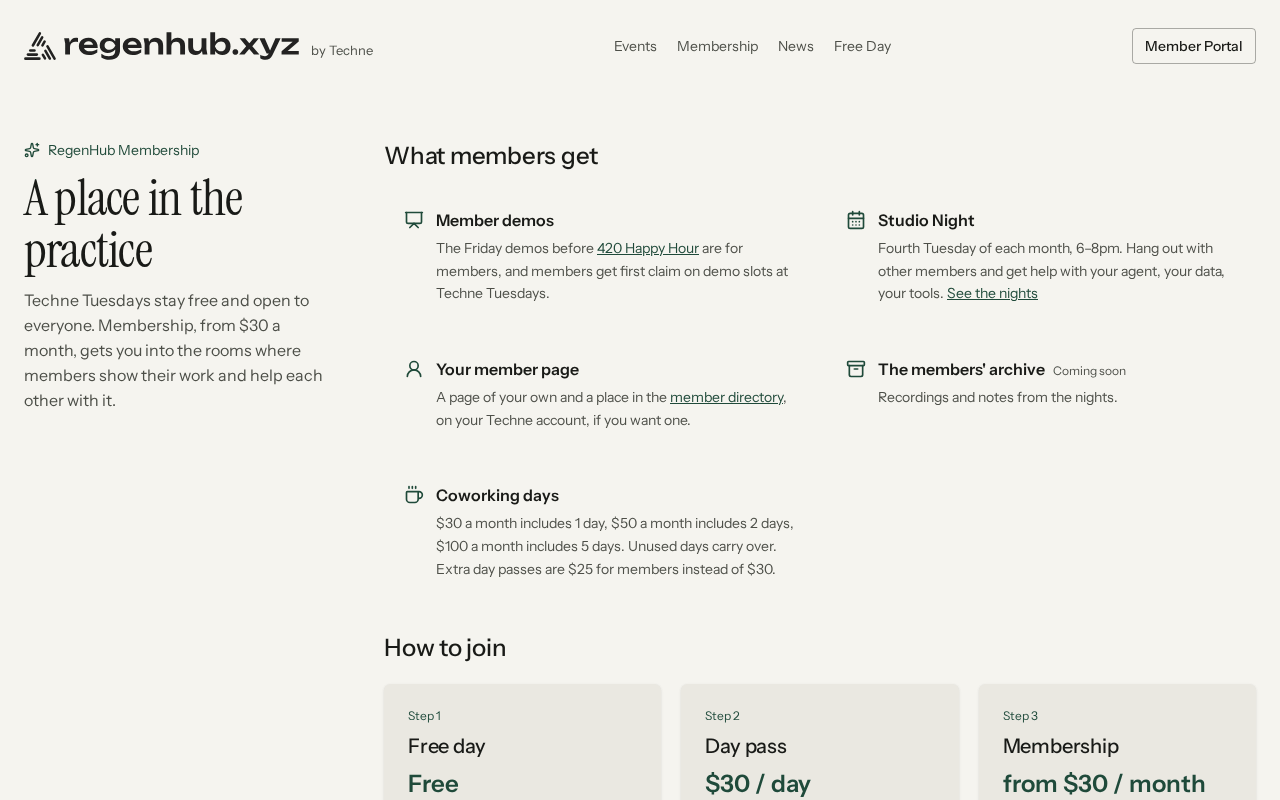 regenhub.xyz by Techne
Events Membership News Free Day
Member Portal
RegenHub Membership
A place in the
practice
Techne Tuesdays stay free and open to
everyone. Membership, from $30 a
month, gets you into the rooms where
members show their work and help each
other with it.
What members get
Member demos
The Friday demos before 420 Happy Hour are for
members, and members get first claim on demo slots at
Techne Tuesdays.
Studio Night
Fourth Tuesday of each month, 6–8pm. Hang out with
other members and get help with your agent, your data,
your tools. See the nights
Your member page
A page of your own and a place in the member directory,
on your Techne account, if you want one.
The members' archive Coming soon
Recordings and notes from the nights.
Coworking days
$30 a month includes 1 day, $50 a month includes 2 days,
$100 a month includes 5 days. Unused days carry over.
Extra day passes are $25 for members instead of $30.
How to join
Step 1
Free day
Free
Step 2
Day pass
$30 / day
Step 3
Membership
from $30 / month